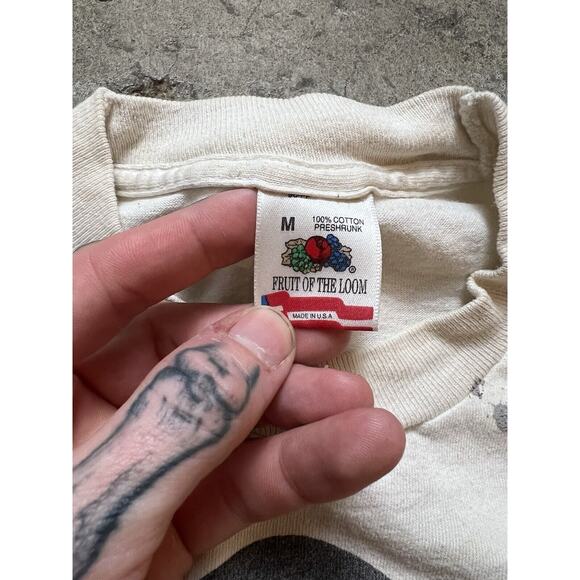 M
100% COTTON
PRESHRUNK
®
FRUIT OF THE LOOM
MADE IN U.S.A